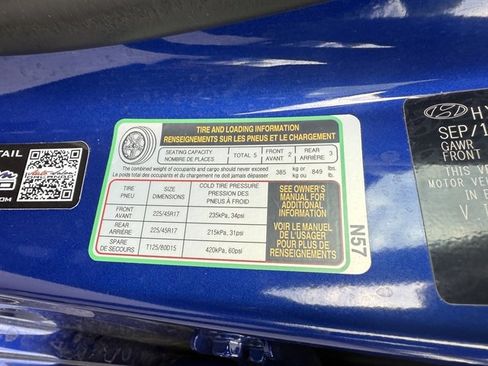 TIRE AND LOADING INFORMATION
RENSEIGNEMENTS SUR LES PNEUS ET LE CHARGEMENT
SEATING CAPACITY
NOMBRE DE PLACES
TOTAL 5
FRONT
AVANT 2
REAR
ARRIÈRE 3
The combined weight of occupants and cargo should never exceed
Le poids total des occupants et du chargement ne doit jamais dépasser
385 kg or kg ou 849 lbs. lb.
TIRE
PNEU
SIZE
DIMENSIONS
COLD TIRE PRESSURE
PRESSION DES
PNEUS À FROID
FRONT
AVANT
225/45R17
235kPa, 34psi
REAR
ARRIÈRE
225/45R17
215kPa, 31psi
SPARE
DE SECOURS
T125/80D15
420kPa, 60psi
SEE OWNER'S
MANUAL FOR
ADDITIONAL
INFORMATION
VOIR LE MANUEL
DE L'USAGER
POUR PLUS DE
RENSEIGNEMENTS
N57
TAIL
OM
HY
SEP/1
GAWR
FRONT
THIS
MOTOR VEHI
V I